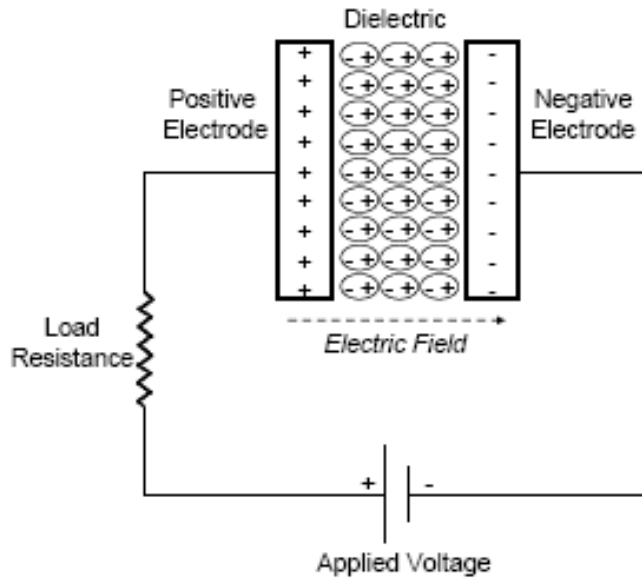 Dielectric
Positive
Electrode
Negative
Electrode
+ - + - + - + -
+ - + - + - + -
+ - + - + - + -
+ - + - + - + -
+ - + - + - + -
+ - + - + - + -
+ - + - + - + -
+ - + - + - + -
+ - + - + - + -
Electric Field
Load
Resistance
+ -
Applied Voltage